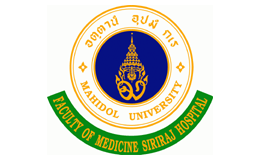 อตฺตานํ อุปมํ กเร
MAHIDOL UNIVERSITY
FACULTY OF MEDICINE SIRIRAJ HOSPITAL